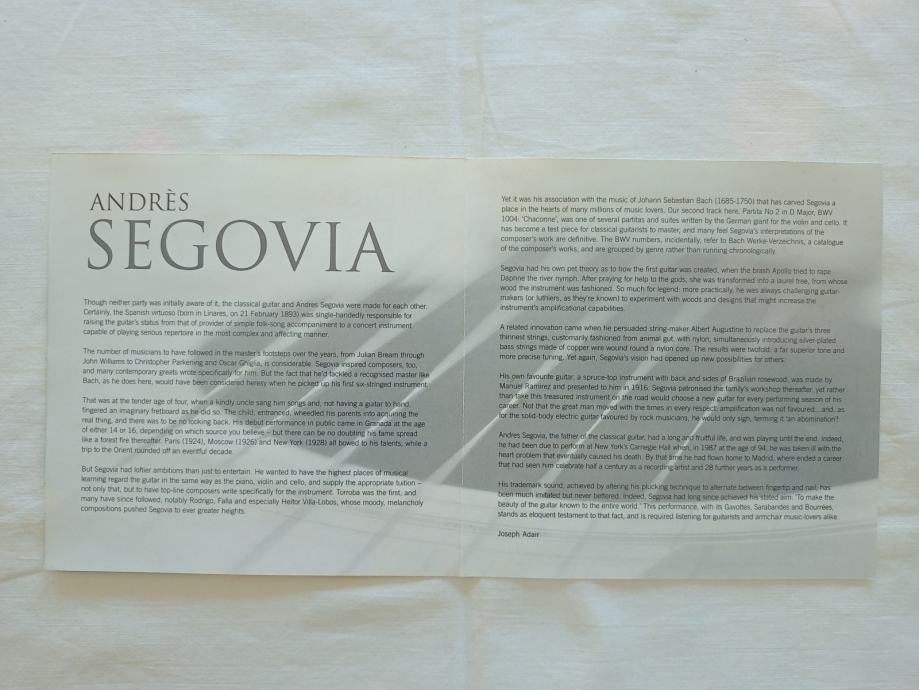 ANDRÈS
SEGOVIA
Though neither party was initially aware of it, the classical guitar and Andres Segovia were made for each other.
Certainly, the Spanish virtuoso (born in Linares, on 21 February 1893) was single-handedly responsible for
raising the guitar's status from that of provider of simple folk-song accompaniment to a concert instrument
capable of playing serious repertoire in the most complex and affecting manner.
The number of musicians to have followed in the master's footsteps over the years, from Julian Bream through
John Williams to Christopher Parkening and Oscar Ghiglia, is considerable. Segovia inspired composers, too,
and many contemporary greats wrote specifically for him. But the fact that he'd tackled a recognised master like
Bach, as he does here, would have been considered heresy when he picked up his first six-stringed instrument.
That was at the tender age of four, when a kindly uncle sang him songs and, not having a guitar to hand,
fingered an imaginary fretboard as he did so. The child, entranced, wheedled his parents into acquiring the
real thing, and there was to be no looking back. His debut performance in public came in Granada at the age
of either 14 or 16, depending on which source you believe – but there can be no doubting his fame spread
like a forest fire thereafter. Paris (1924), Moscow (1926) and New York (1928) all bowed to his talents, while a
trip to the Orient rounded off an eventful decade.
But Segovia had loftier ambitions than just to entertain. He wanted to have the highest places of musical
learning regard the guitar in the same way as the piano, violin and cello, and supply the appropriate tuition –
not only that, but to have top-line composers write specifically for the instrument. Torroba was the first, and
many have since followed, notably Rodrigo, Falla and especially Heitor Villa-Lobos, whose moody, melancholy
compositions pushed Segovia to ever greater heights.
Yet it was his association with the music of Johann Sebastian Bach (1685-1750) that has carved Segovia a
place in the hearts of many millions of music lovers. Our second track here, Partita No 2 in D Major, BWV
1004: 'Chaconne', was one of several partitas and suites written by the German giant for the violin and cello. It
has become a test piece for classical guitarists to master, and many feel Segovia's interpretations of the
composer's work are definitive. The BWV numbers, incidentally, refer to Bach Werke-Verzeichnis, a catalogue
of the composer's works, and are grouped by genre rather than running chronologically.
Segovia had his own pet theory as to how the first guitar was created, when the brash Apollo tried to rape
Daphne the river nymph. After praying for help to the gods, she was transformed into a laurel tree, from whose
wood the instrument was fashioned. So much for legend: more practically, he was always challenging guitar-
makers (or luthiers, as they're known) to experiment with woods and designs that might increase the
instrument's amplificational capabilities.
A related innovation came when he persuaded string-maker Albert Augustine to replace the guitar's three
thinnest strings, customarily fashioned from animal gut, with nylon, simultaneously introducing silver-plated
bass strings made of copper wire wound round a nylon core. The results were twofold: a far superior tone and
more precise tuning. Yet again, Segovia's vision had opened up new possibilities for others.
His own favourite guitar, a spruce-top instrument with back and sides of Brazilian rosewood, was made by
Manuel Ramirez and presented to him in 1916. Segovia patronised the family's workshop thereafter, yet rather
than take this treasured instrument on the road would choose a new guitar for every performing season of his
career. Not that the great man moved with the times in every respect: amplification was not favoured...and, as
for the solid-body electric guitar favoured by rock musicians, he would only sigh, terming it 'an abomination'!
Andres Segovia, the father of the classical guitar, had a long and fruitful life, and was playing until the end. Indeed,
he had been due to perform at New York's Carnegie Hall when, in 1987 at the age of 94, he was taken ill with the
heart problem that eventually caused his death. By that time he had flown home to Madrid, where ended a career
that had seen him celebrate half a century as a recording artist and 28 further years as a performer.
His trademark sound, achieved by altering his plucking technique to alternate between fingertip and nail, has
been much imitated but never bettered. Indeed, Segovia had long since achieved his stated aim: 'To make the
beauty of the guitar known to the entire world.' This performance, with its Gavottes, Sarabandes and Bourrées,
stands as eloquent testament to that fact, and is required listening for guitarists and armchair music-lovers alike.
Joseph Adair